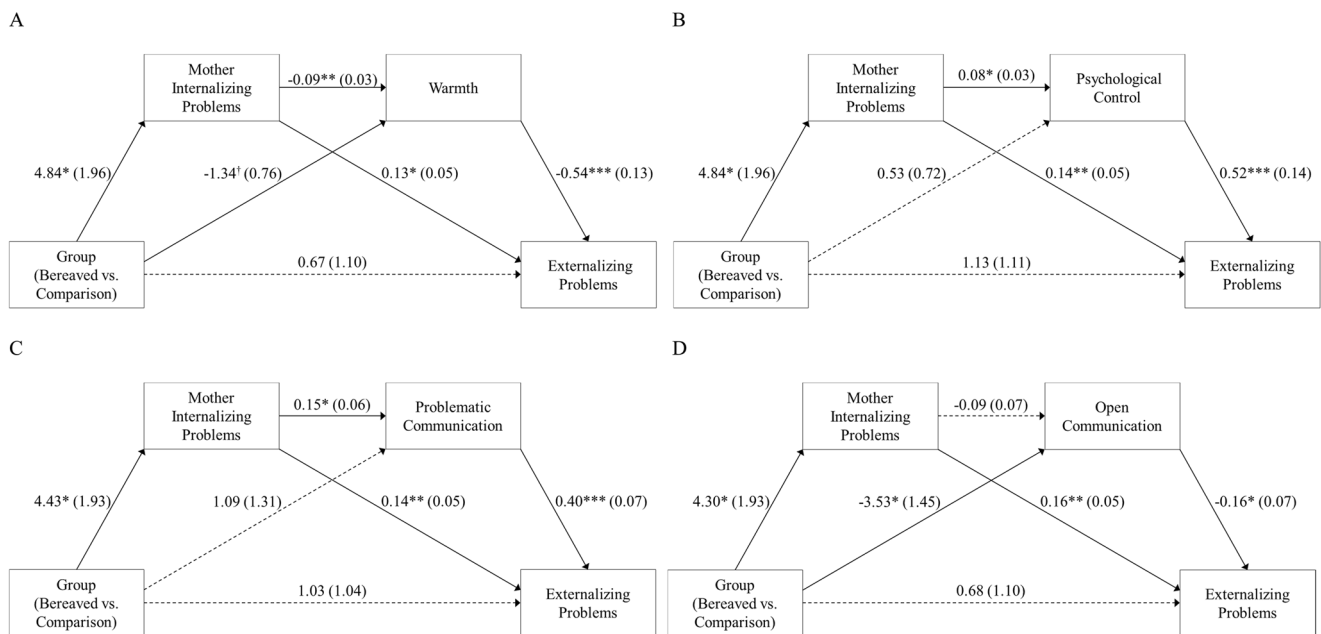 A
Mother
Internalizing
Problems
-0.09** (0.03)
Warmth
4.84* (1.96)
-1.34† (0.76)
0.13* (0.05)
-0.54*** (0.13)
Group
(Bereaved vs.
Comparison)
0.67 (1.10)
Externalizing
Problems
B
Mother
Internalizing
Problems
0.08* (0.03)
Psychological
Control
4.84* (1.96)
0.53 (0.72)
0.14** (0.05)
0.52*** (0.14)
Group
(Bereaved vs.
Comparison)
1.13 (1.11)
Externalizing
Problems
C
Mother
Internalizing
Problems
0.15* (0.06)
Problematic
Communication
4.43* (1.93)
1.09 (1.31)
0.14** (0.05)
0.40*** (0.07)
Group
(Bereaved vs.
Comparison)
1.03 (1.04)
Externalizing
Problems
D
Mother
Internalizing
Problems
-0.09 (0.07)
Open
Communication
4.30* (1.93)
-3.53* (1.45)
0.16** (0.05)
-0.16* (0.07)
Group
(Bereaved vs.
Comparison)
0.68 (1.10)
Externalizing
Problems